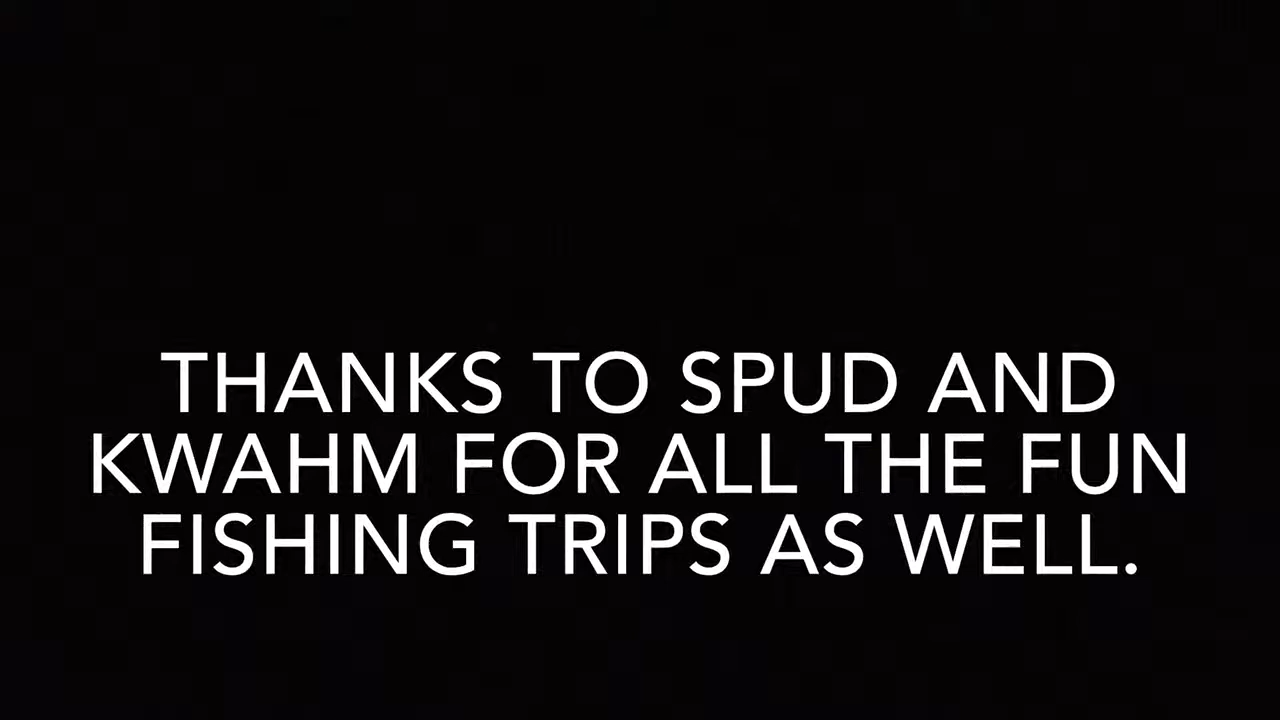 THANKS TO SPUD AND
KWAHM FOR ALL THE FUN
FISHING TRIPS AS WELL.